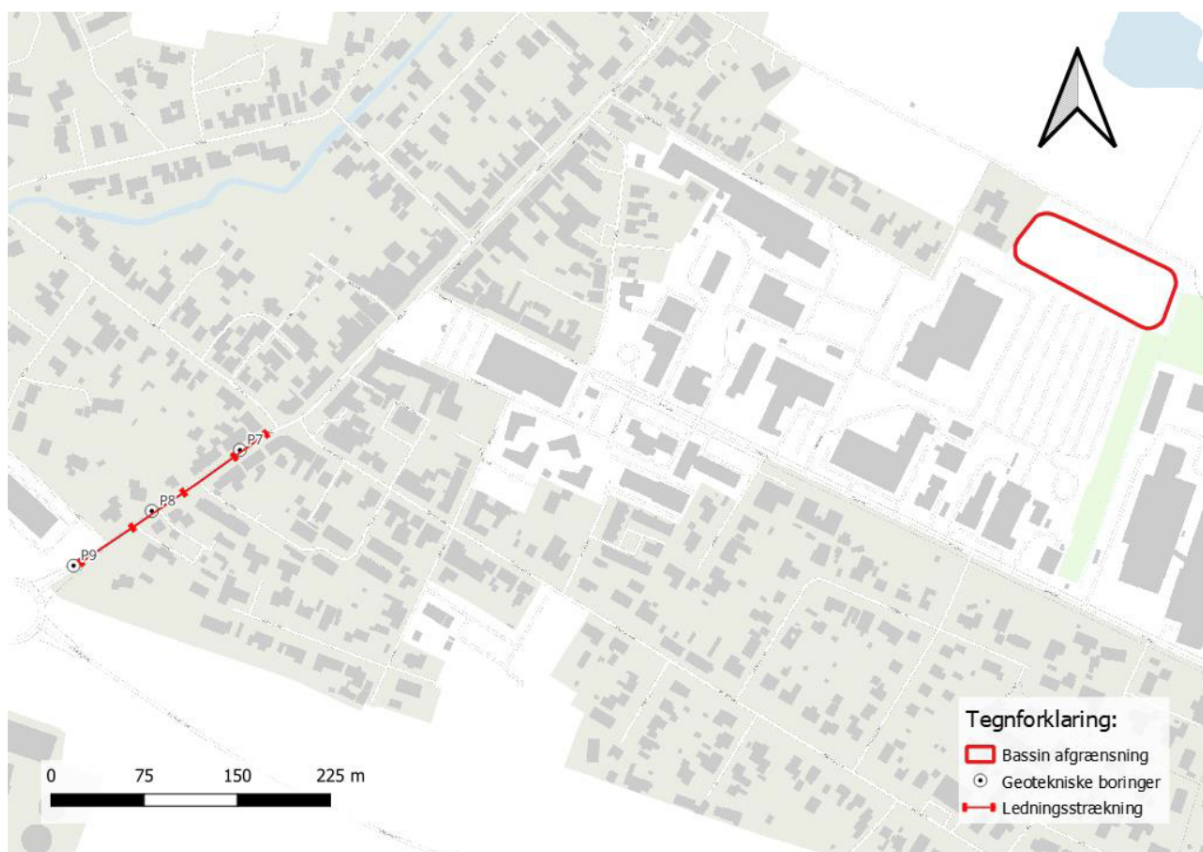 P7
P8
P9
0 75 150 225 m
Tegnforklaring:
Bassin afgrænsning
Geotekniske boringer
Ledningsstrækning